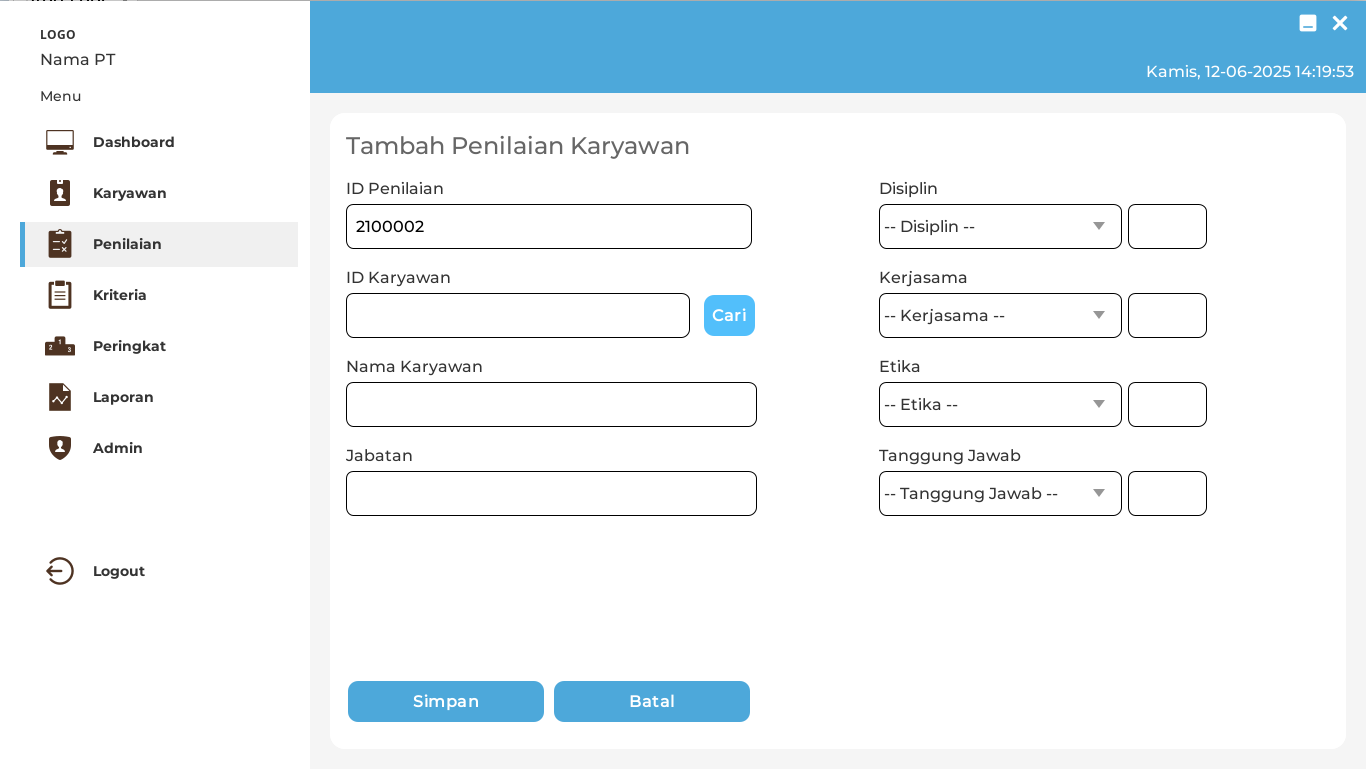 LOGO
Nama PT
Menu
Dashboard
Karyawan
Penilaian
Kriteria
Peringkat
Laporan
Admin
Logout
Kamis, 12-06-2025 14:19:53
Tambah Penilaian Karyawan
ID Penilaian
2100002
ID Karyawan
Cari
Nama Karyawan
Jabatan
Disiplin
-- Disiplin --
Kerjasama
-- Kerjasama --
Etika
-- Etika --
Tanggung Jawab
-- Tanggung Jawab --
Simpan
Batal